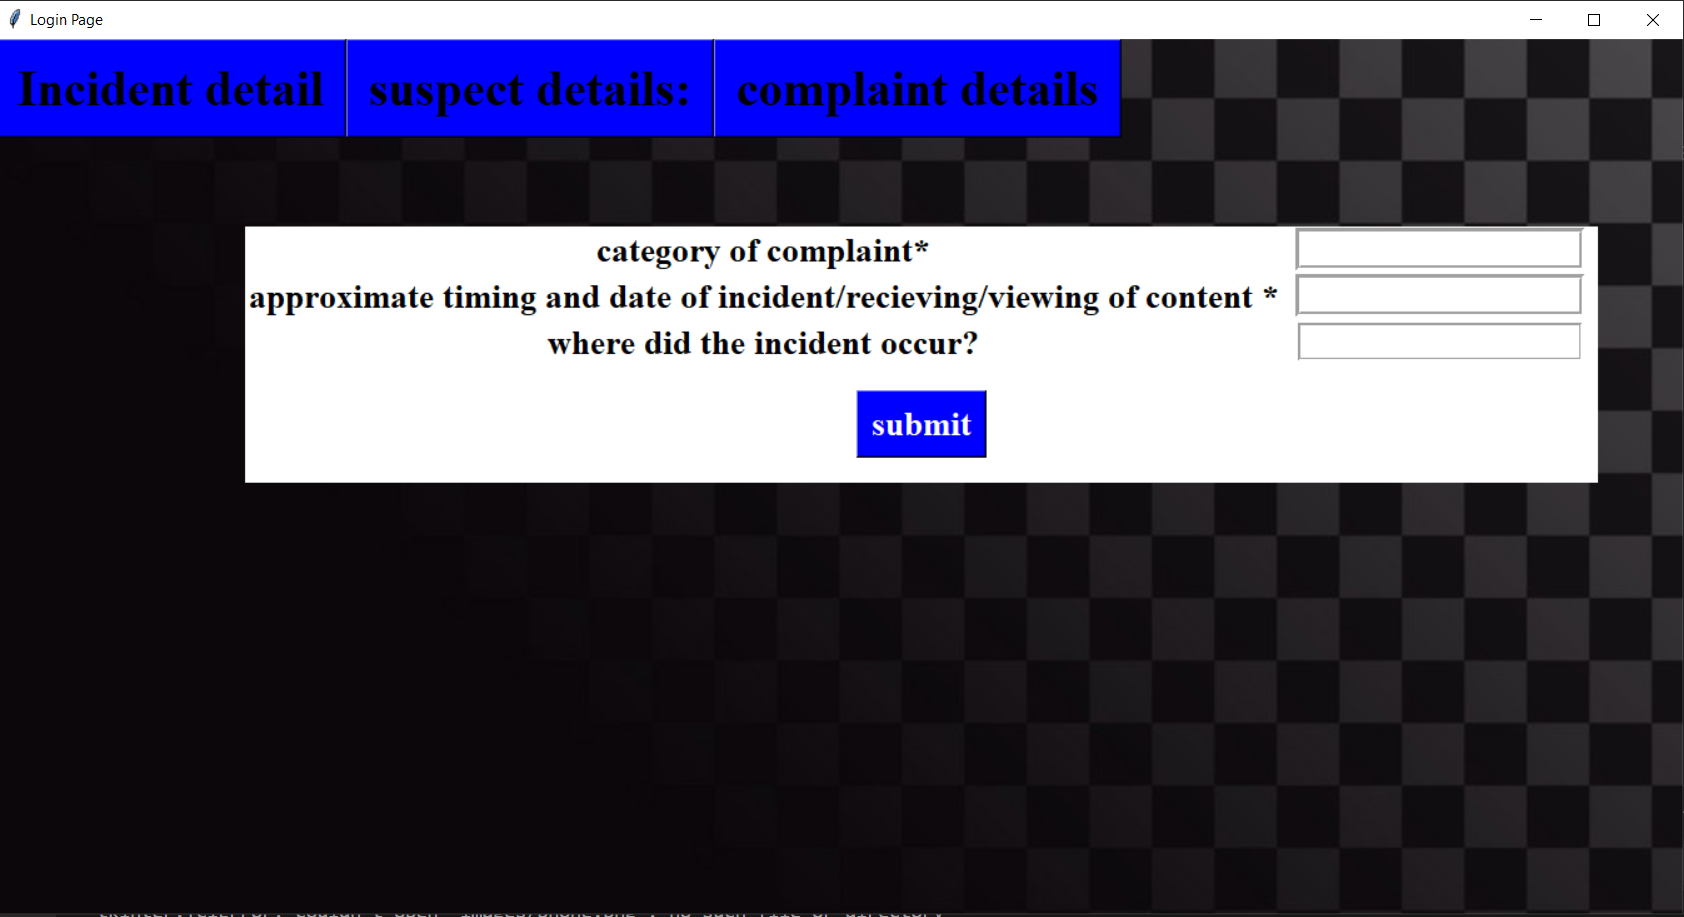 Login Page
Incident detail suspect details: complaint details
category of complaint*
approximate timing and date of incident/recieving/viewing of content *
where did the incident occur?
submit